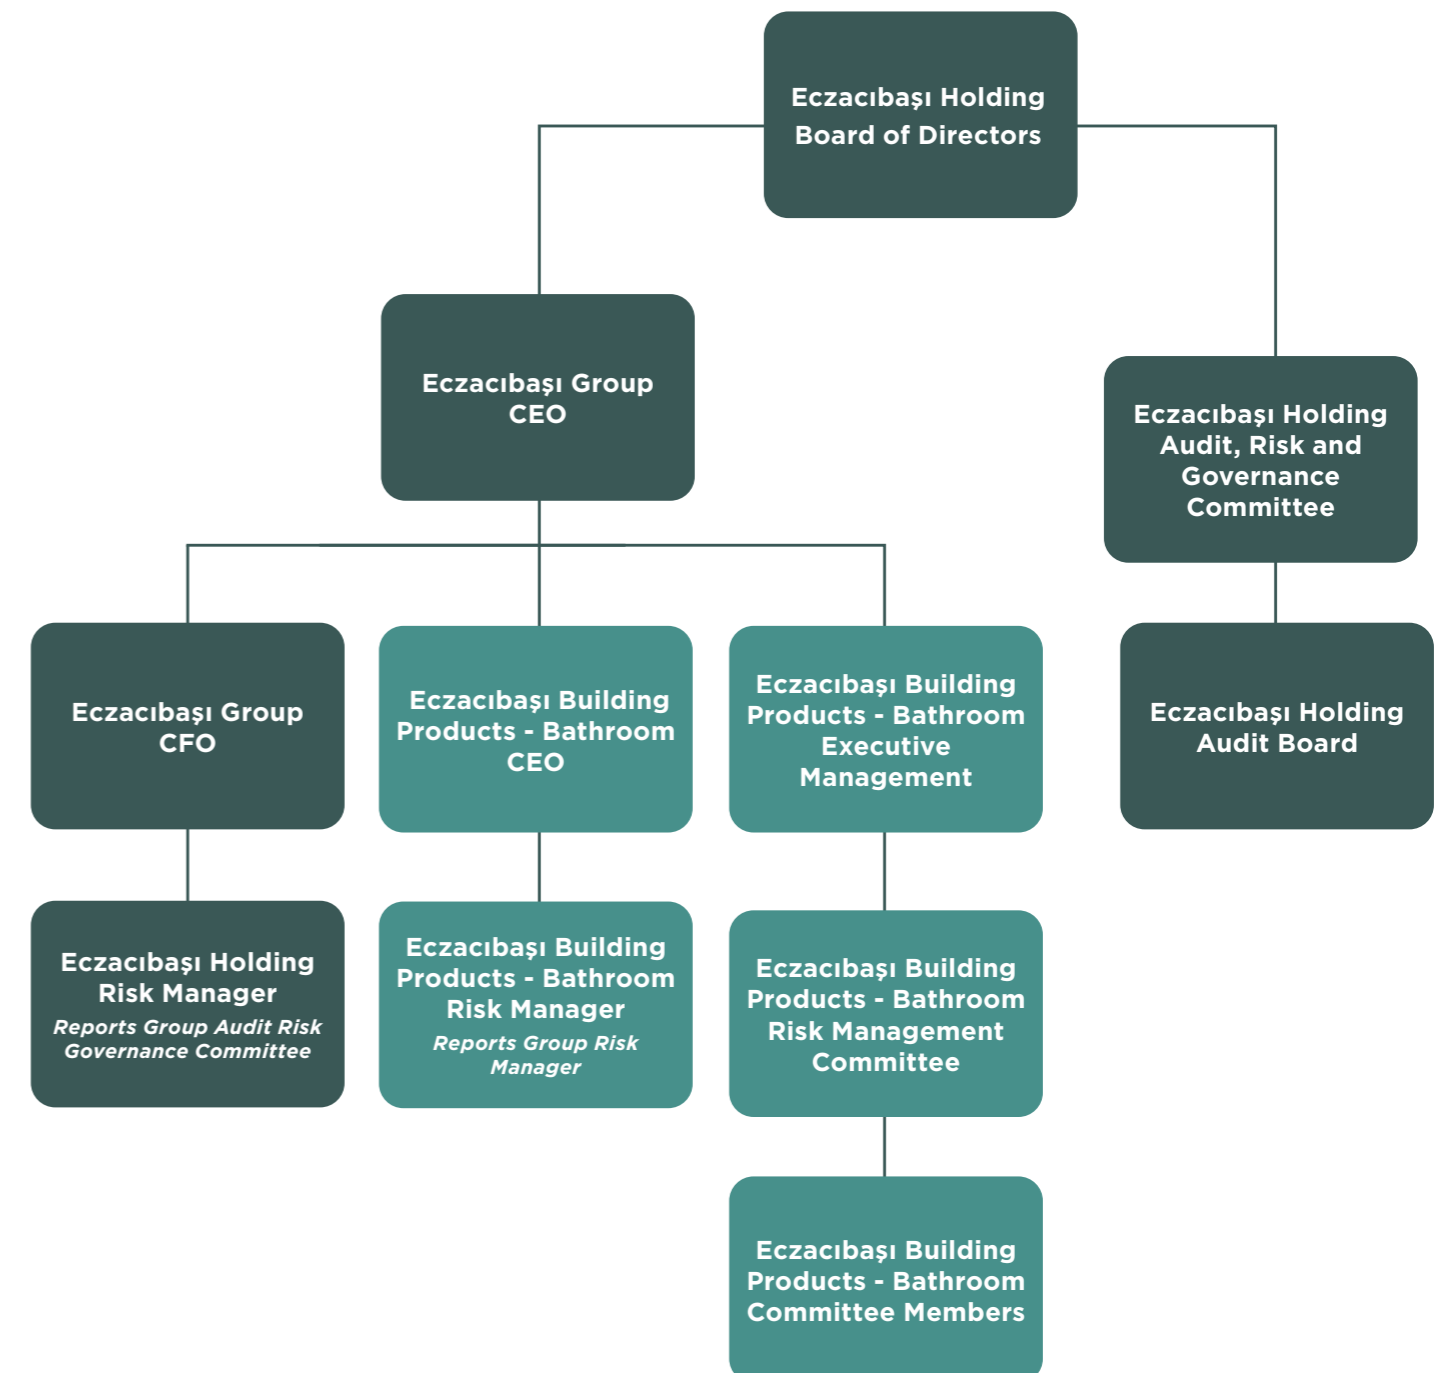 Eczacıbaşı Holding
Board of Directors
Eczacıbaşı Group
CEO
Eczacıbaşı Holding
Audit, Risk and
Governance
Committee
Eczacıbaşı Group
CFO
Eczacıbaşı Building
Products - Bathroom
CEO
Eczacıbaşı Building
Products - Bathroom
Executive
Management
Eczacıbaşı Holding
Audit Board
Eczacıbaşı Holding
Risk Manager
Reports Group Audit Risk
Governance Committee
Eczacıbaşı Building
Products - Bathroom
Risk Manager
Reports Group Risk
Manager
Eczacıbaşı Building
Products - Bathroom
Risk Management
Committee
Eczacıbaşı Building
Products - Bathroom
Committee Members